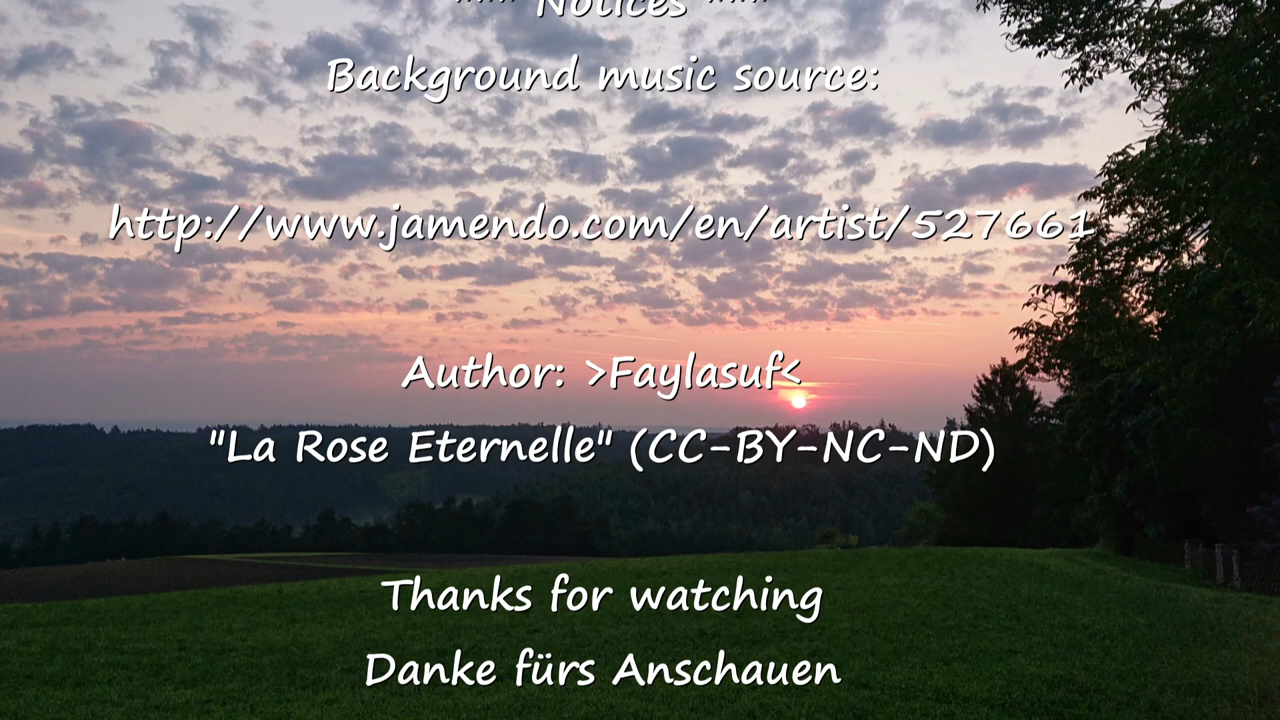 """ Notices """
Background music source:
http://www.jamendo.com/en/artist/527661
Author: >Faylasuf<
"La Rose Eternelle" (CC-BY-NC-ND)
Thanks for watching
Danke fürs Anschauen